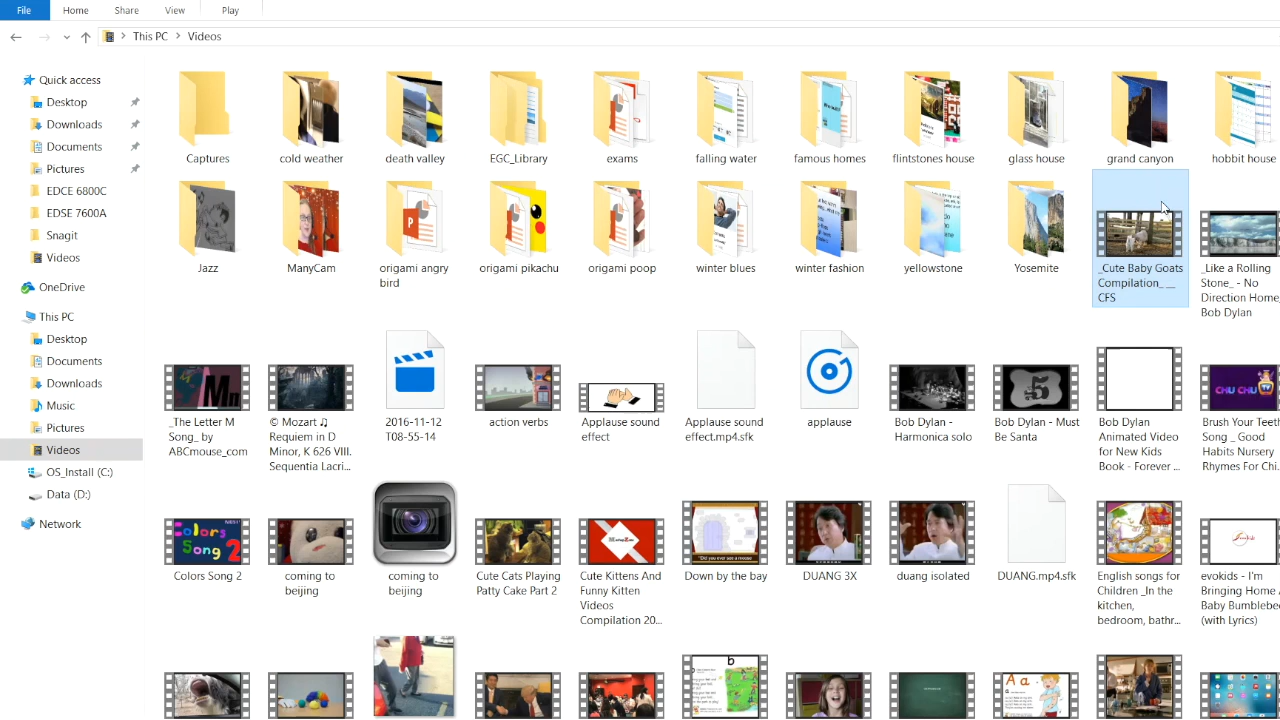 File
Home
Share
View
Play
This PC
Videos
Quick access
Desktop
Downloads
Documents
Pictures
EDCE 6800C
EDSE 7600A
Snagit
Videos
OneDrive
This PC
Desktop
Documents
Downloads
Music
Pictures
Videos
OS_Install (C:)
Data (D:)
Network
Captures
cold weather
death valley
EGC_Library
exams
falling water
famous homes
flintstones house
glass house
grand canyon
hobbit house
Jazz
ManyCam
origami angry
bird
origami pikachu
origami poop
winter blues
winter fashion
yellowstone
Yosemite
_Cute Baby Goats
Compilation_ __
CFS
_Like a Rolling
Stone_ - No
Direction Home,
Bob Dylan
_The Letter M
Song_ by
ABCmouse_com
© Mozart ♫
Requiem in D
Minor, K 626 VIII.
Sequentia Lacri...
2016-11-12
T08-55-14
action verbs
Applause sound
effect
Applause sound
effect.mp4.sfk
applause
Bob Dylan -
Harmonica solo
Bob Dylan - Must
Be Santa
Bob Dylan
Animated Video
for New Kids
Book - Forever ...
CHU CHU TV
Brush Your Teeth
Song _ Good
Habits Nursery
Rhymes For Chi...
Colors Song 2
coming to
beijing
coming to
beijing
Cute Cats Playing
Patty Cake Part 2
Cute Kittens And
Funny Kitten
Videos
Compilation 20...
Down by the bay
DUANG 3X
duang isolated
DUANG.mp4.sfk
English songs for
Children _In the
kitchen,
bedroom, bathr...
evokids - I'm
Bringing Home A
Baby Bumblebee
(with Lyrics)